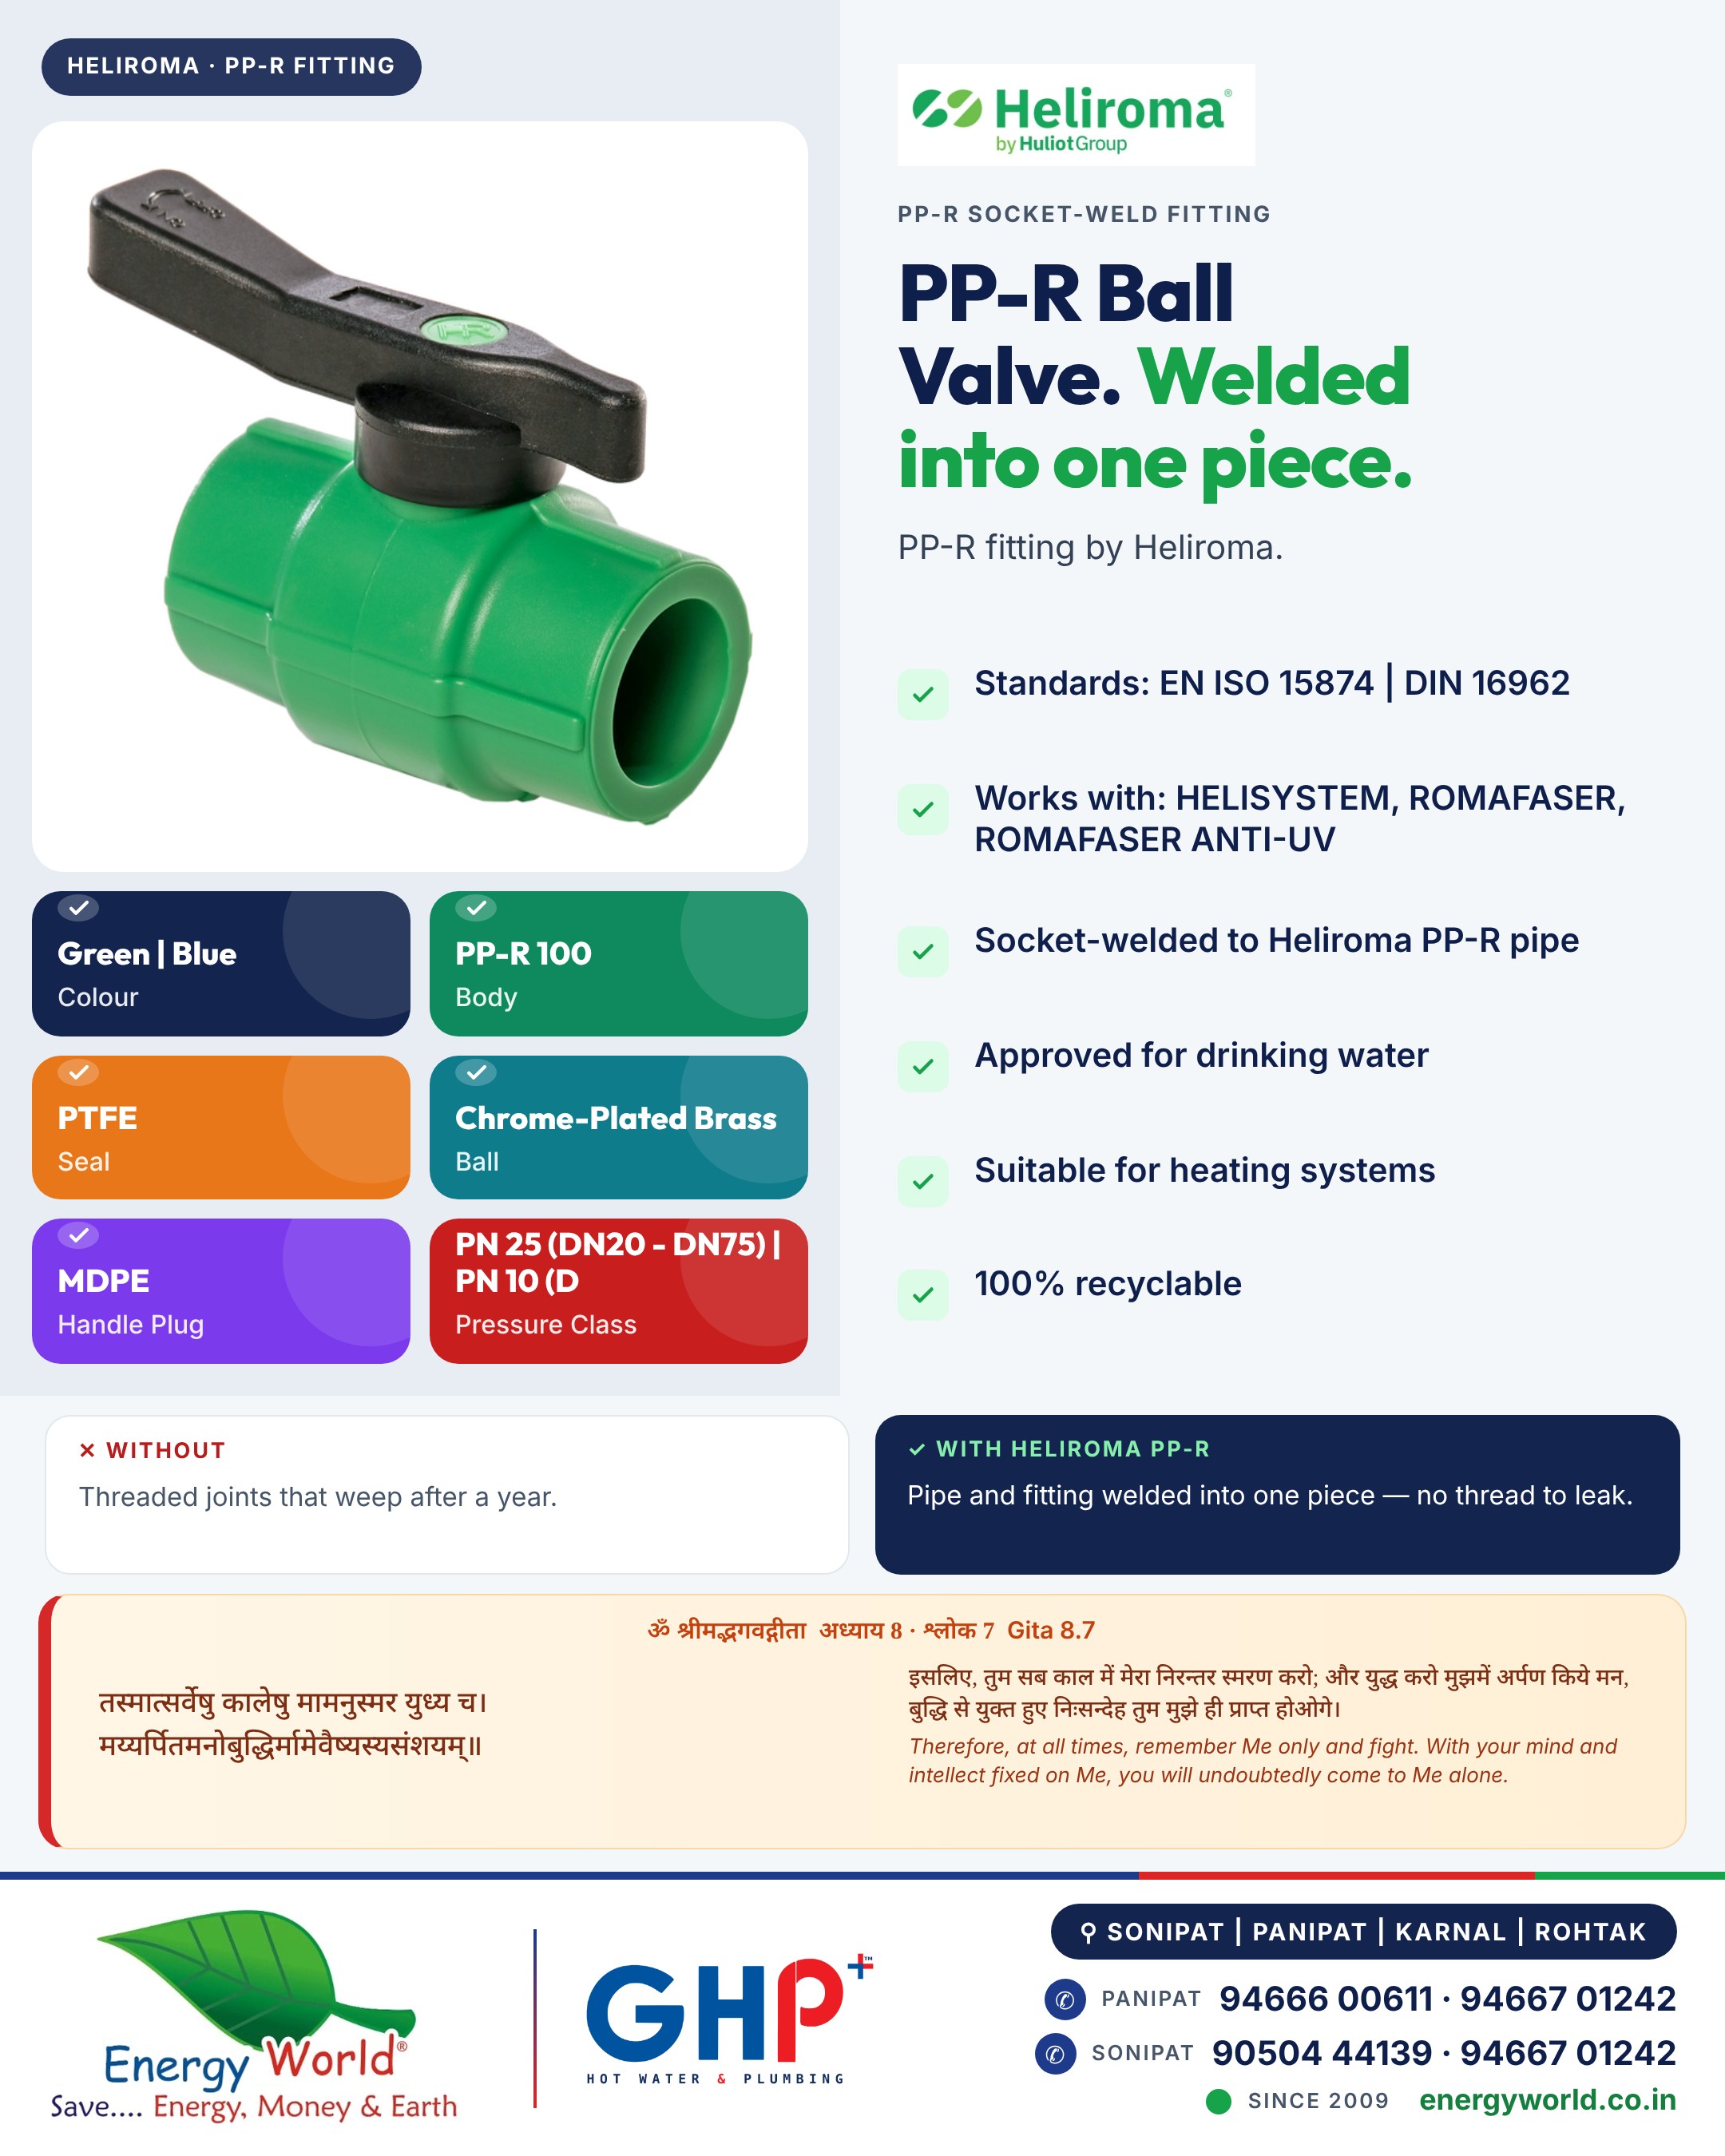 HELIROMA · PP-R FITTING
Heliroma®
by HuliotGroup
PP-R SOCKET-WELD FITTING
PP-R Ball
Valve. Welded
into one piece.
PP-R fitting by Heliroma.
Standards: EN ISO 15874 | DIN 16962
Works with: HELISYSTEM, ROMAFASER,
ROMAFASER ANTI-UV
Socket-welded to Heliroma PP-R pipe
Approved for drinking water
Suitable for heating systems
100% recyclable
Green | Blue
Colour
PP-R 100
Body
PTFE
Seal
Chrome-Plated Brass
Ball
MDPE
Handle Plug
PN 25 (DN20 - DN75) |
PN 10 (D
Pressure Class
× WITHOUT
Threaded joints that weep after a year.
✓ WITH HELIROMA PP-R
Pipe and fitting welded into one piece — no thread to leak.
ॐ श्रीमद्भगवद्गीता अध्याय 8 · श्लोक 7 Gita 8.7
तस्मात्सर्वेषु कालेषु मामनुस्मर युध्य च।
मय्यर्पितमनोबुद्धिर्मामेवैष्यस्यसंशयम्॥
इसलिए, तुम सब काल में मेरा निरन्तर स्मरण करो; और युद्ध करो मुझमें अर्पण किये मन,
बुद्धि से युक्त हुए निःसन्देह तुम मुझे ही प्राप्त होओगे।
Therefore, at all times, remember Me only and fight. With your mind and
intellect fixed on Me, you will undoubtedly come to Me alone.
Energy World®
Save.... Energy, Money & Earth
GHP+™
HOT WATER & PLUMBING
SONIPAT | PANIPAT | KARNAL | ROHTAK
PANIPAT 94666 00611 · 94667 01242
SONIPAT 90504 44139 · 94667 01242
SINCE 2009 energyworld.co.in